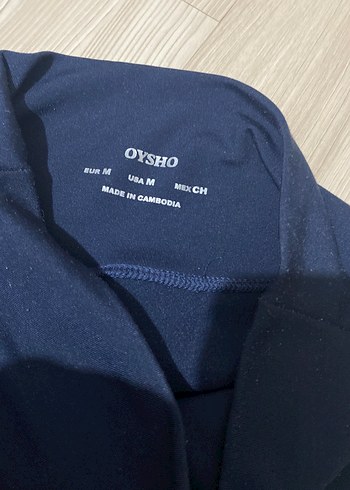 OYSHO
EUR M USA M MEX CH
MADE IN CAMBODIA